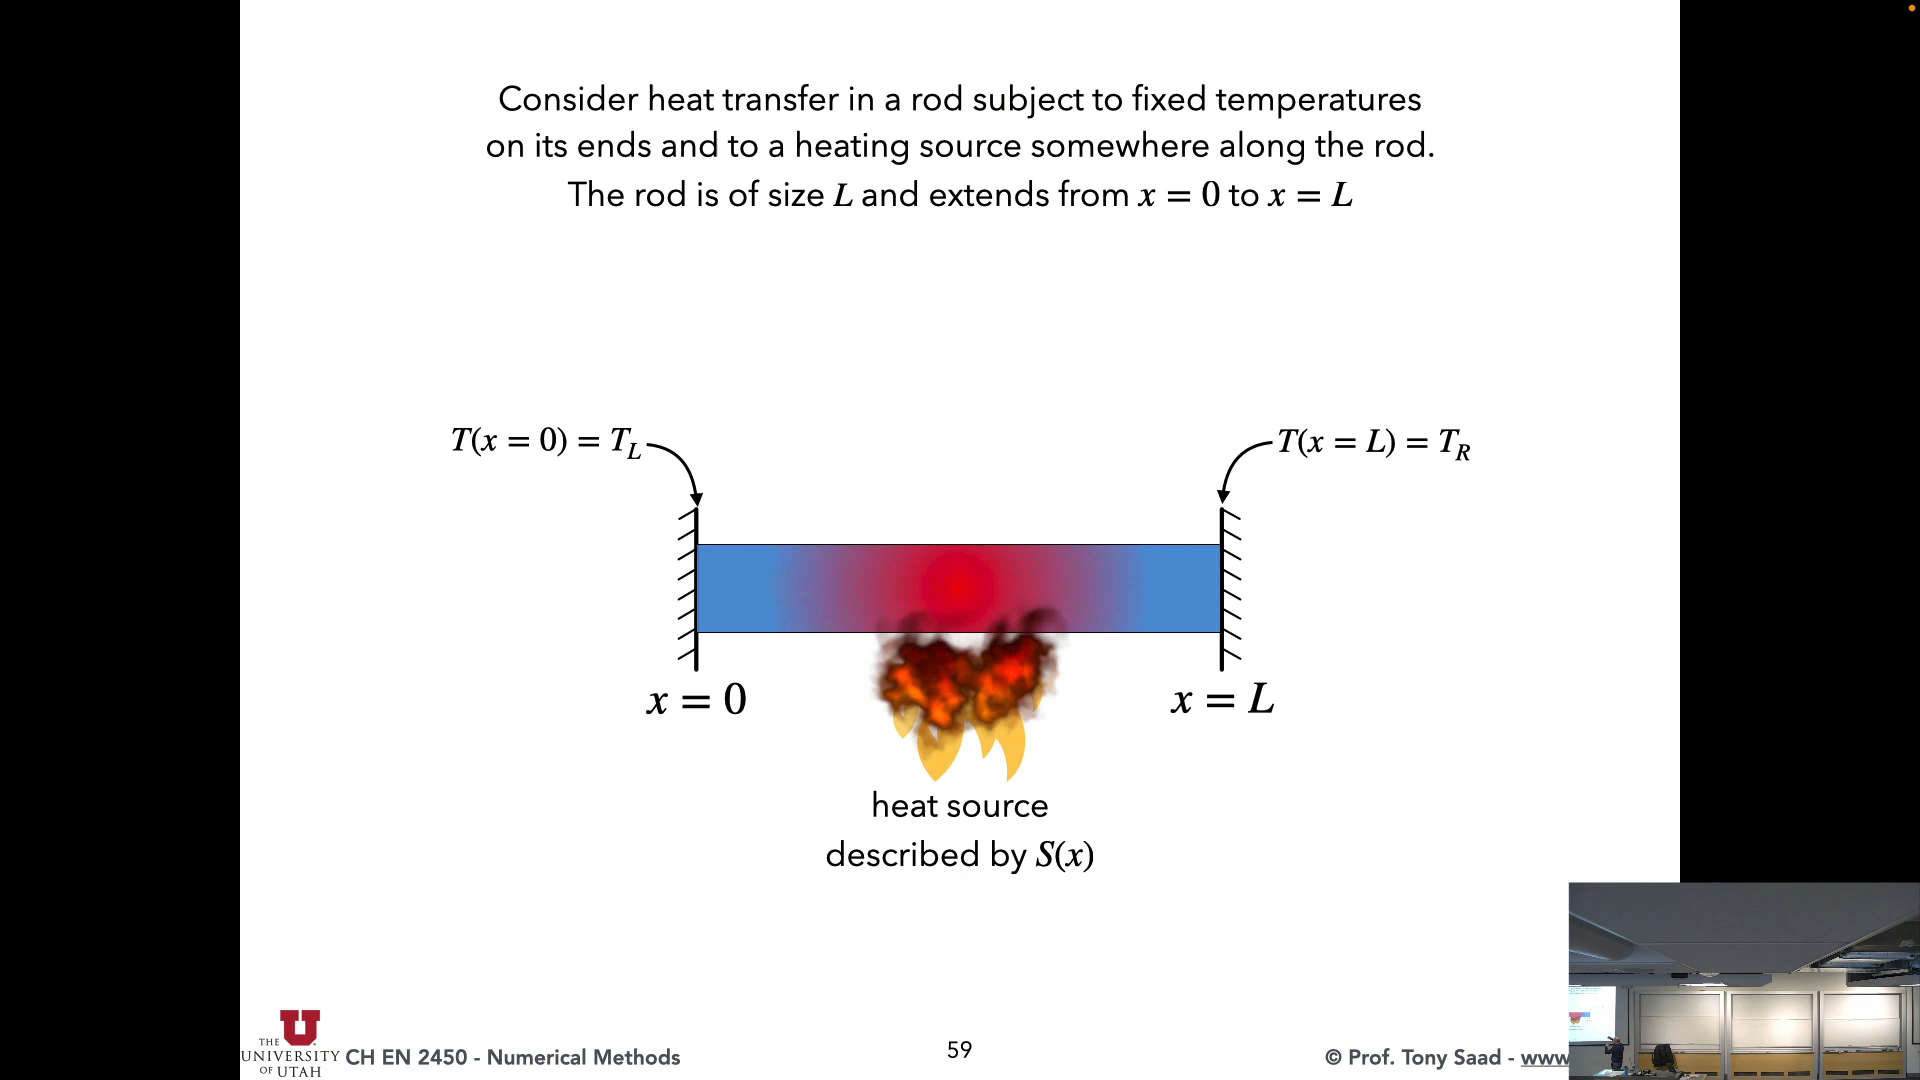 Consider heat transfer in a rod subject to fixed temperatures
on its ends and to a heating source somewhere along the rod.
The rod is of size L and extends from x = 0 to x = L
T(x = 0) = T_L
T(x = L) = T_R
x = 0
x = L
heat source
described by S(x)
THE
UNIVERSITY
OF UTAH
CH EN 2450 - Numerical Methods
59
© Prof. Tony Saad - www